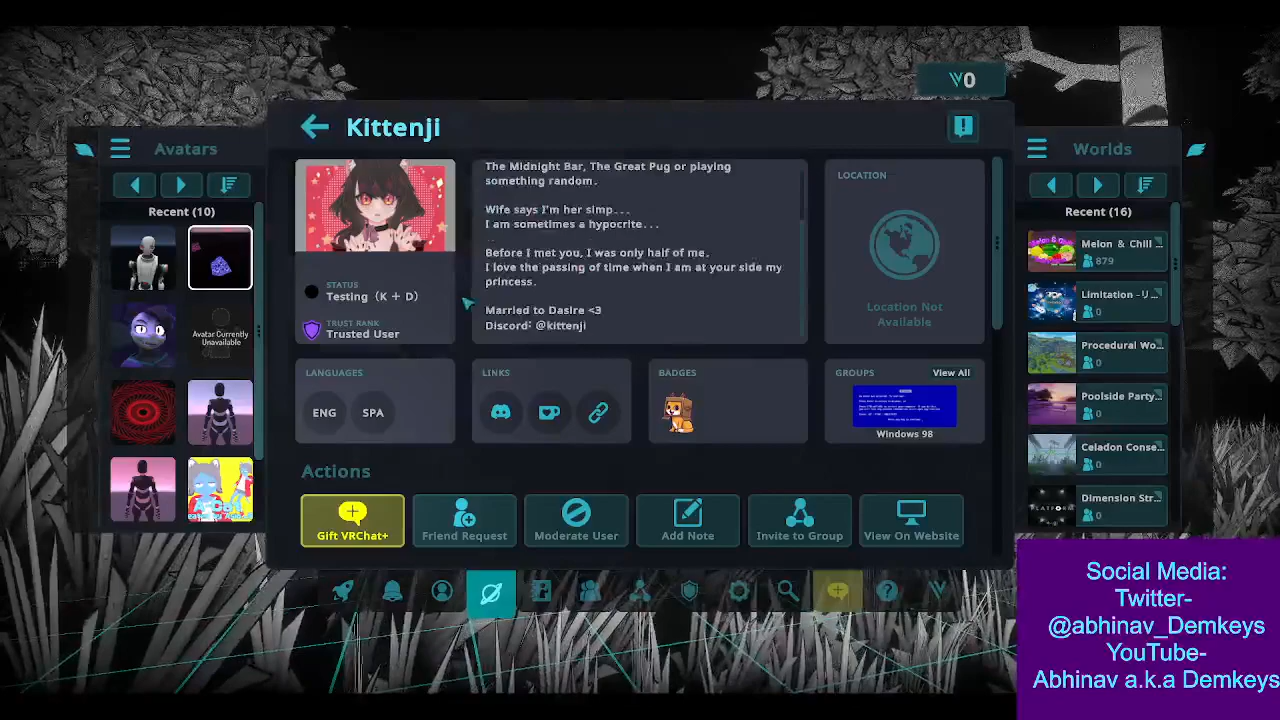 V0
Kittenji
Avatars
Recent (10)
Avatar Currently
Unavailable
STATUS
Testing (K + D)
TRUST RANK
Trusted User
The Midnight Bar, The Great Pug or playing
something random.
Wife says I'm her simp...
I am sometimes a hypocrite...
..
Before I met you, I was only half of me.
I love the passing of time when I am at your side my
princess.
Married to Dasire <3
Discord: @kittenji
LOCATION
Location Not
Available
LANGUAGES
ENG
SPA
LINKS
BADGES
GROUPS
View All
Windows 98
Actions
Gift VRChat+
Friend Request
Moderate User
Add Note
Invite to Group
View On Website
Worlds
Recent (16)
Melon & Chill ...
879
Limitation -リ...
0
Procedural Wo...
0
Poolside Party...
0
Celadon Conse...
0
PLATFORM
Dimension Str...
0
Social Media:
Twitter-
@abhinav_Demkeys
YouTube-
Abhinav a.k.a Demkeys